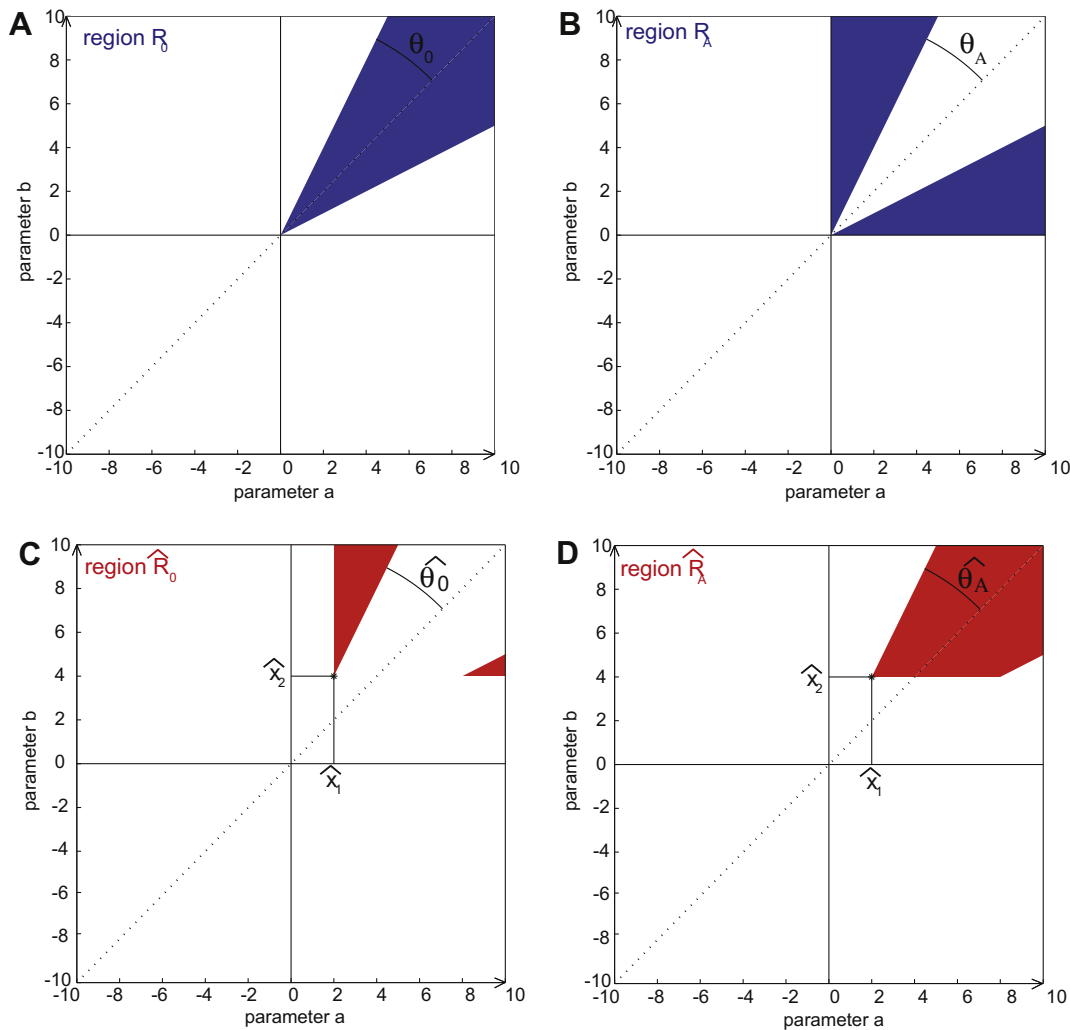 A
region R0
θ0
10
8
6
4
2
0
-2
-4
-6
-8
-10
parameter b
-10 -8 -6 -4 -2 0 2 4 6 8 10
parameter a
B
region RA
θA
10
8
6
4
2
0
-2
-4
-6
-8
-10
parameter b
-10 -8 -6 -4 -2 0 2 4 6 8 10
parameter a
C
region R̂0
θ̂0
x̂2
x̂1
10
8
6
4
2
0
-2
-4
-6
-8
-10
parameter b
-10 -8 -6 -4 -2 0 2 4 6 8 10
parameter a
D
region R̂A
θ̂A
x̂2
x̂1
10
8
6
4
2
0
-2
-4
-6
-8
-10
parameter b
-10 -8 -6 -4 -2 0 2 4 6 8 10
parameter a